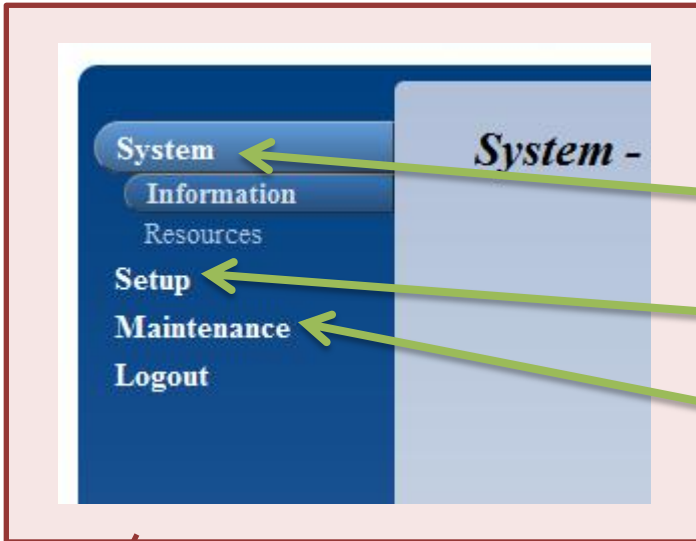 System
System -
Information
Resources
Setup
Maintenance
Logout